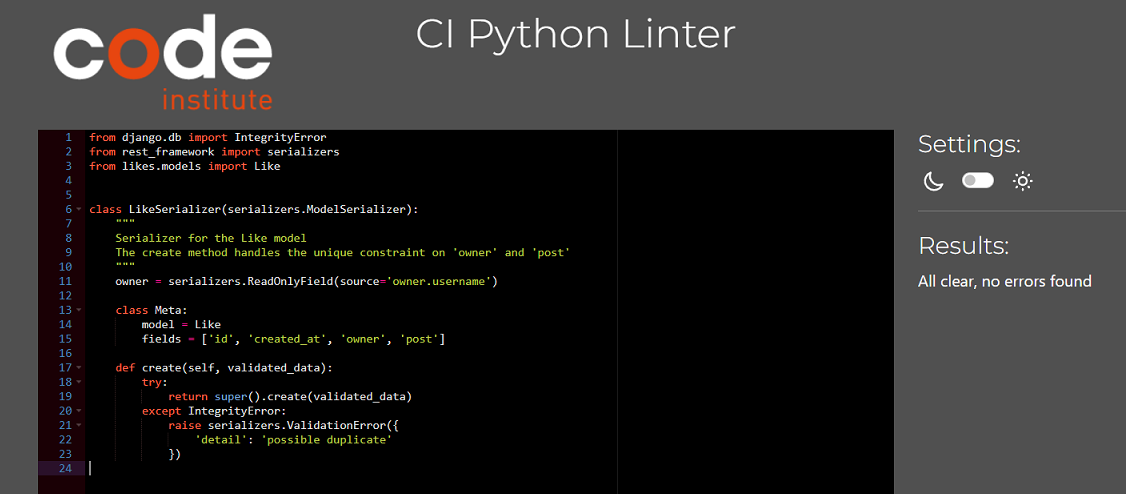 code
institute
CI Python Linter
1 from django.db import IntegrityError
2 from rest_framework import serializers
3 from likes.models import Like
4
5
6 class LikeSerializer(serializers.ModelSerializer):
7     """
8     Serializer for the Like model
9     The create method handles the unique constraint on 'owner' and 'post'
10     """
11     owner = serializers.ReadOnlyField(source='owner.username')
12
13     class Meta:
14         model = Like
15         fields = ['id', 'created_at', 'owner', 'post']
16
17     def create(self, validated_data):
18         try:
19             return super().create(validated_data)
20         except IntegrityError:
21             raise serializers.ValidationError({
22                 'detail': 'possible duplicate'
23             })
24
Settings:
Results:
All clear, no errors found